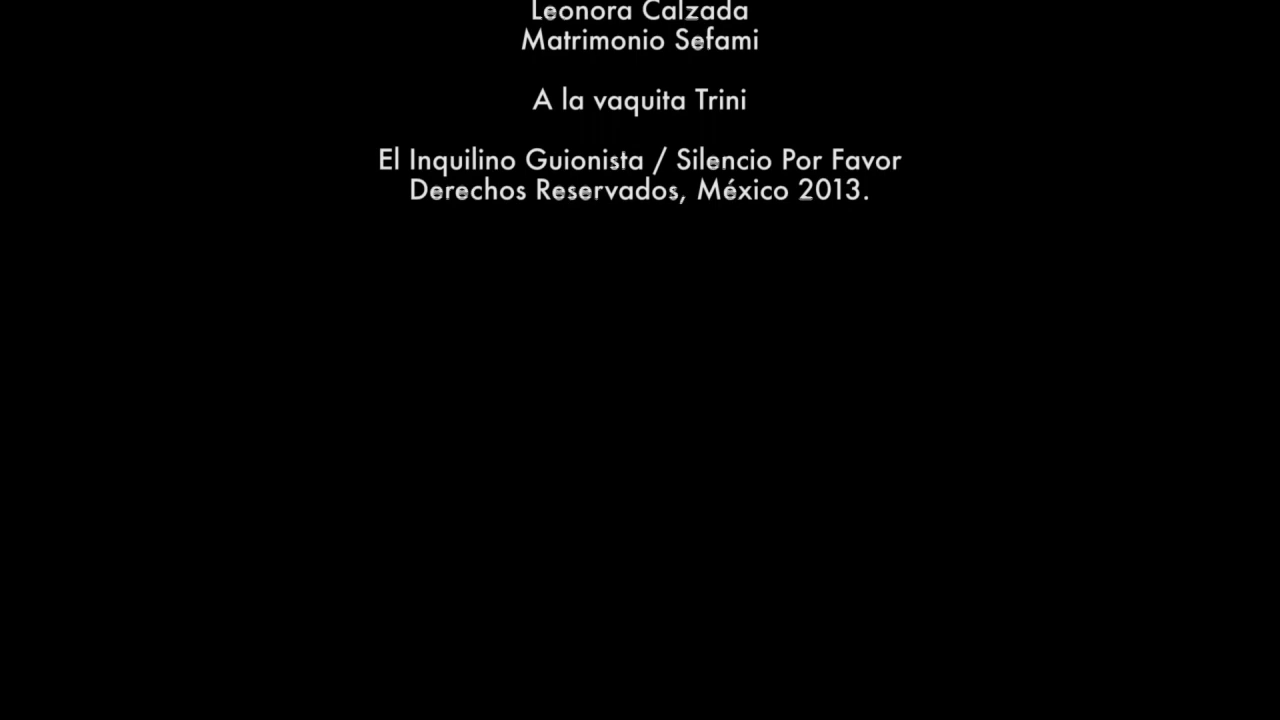 Leonora Calzada
Matrimonio Sefami
A la vaquita Trini
El Inquilino Guionista / Silencio Por Favor
Derechos Reservados, México 2013.